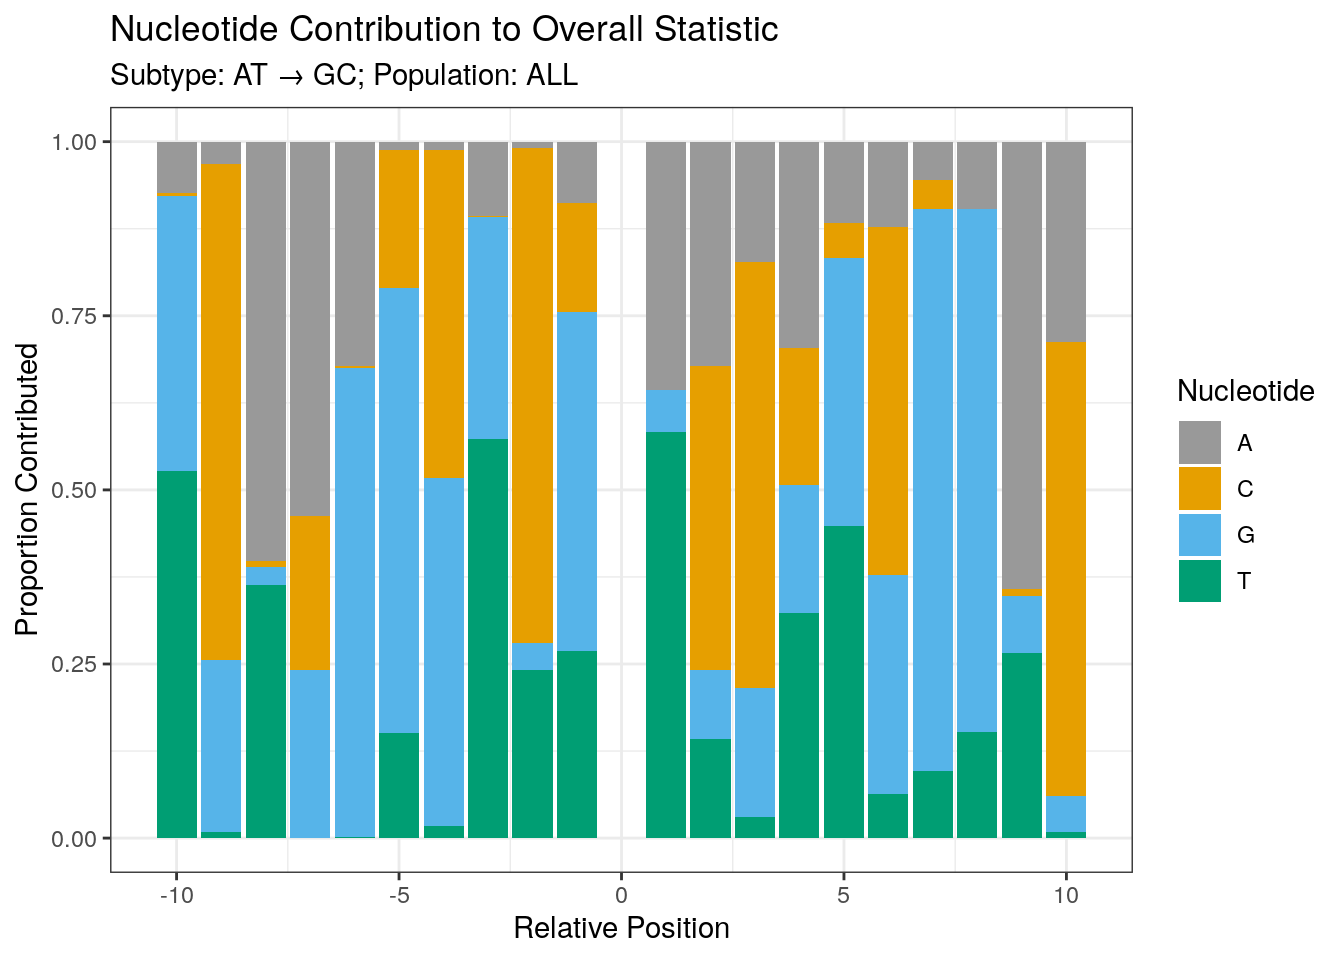 Nucleotide Contribution to Overall Statistic
Subtype: AT → GC; Population: ALL
Proportion Contributed
1.00
0.75
0.50
0.25
0.00
-10
-5
0
5
10
Relative Position
Nucleotide
A
C
G
T